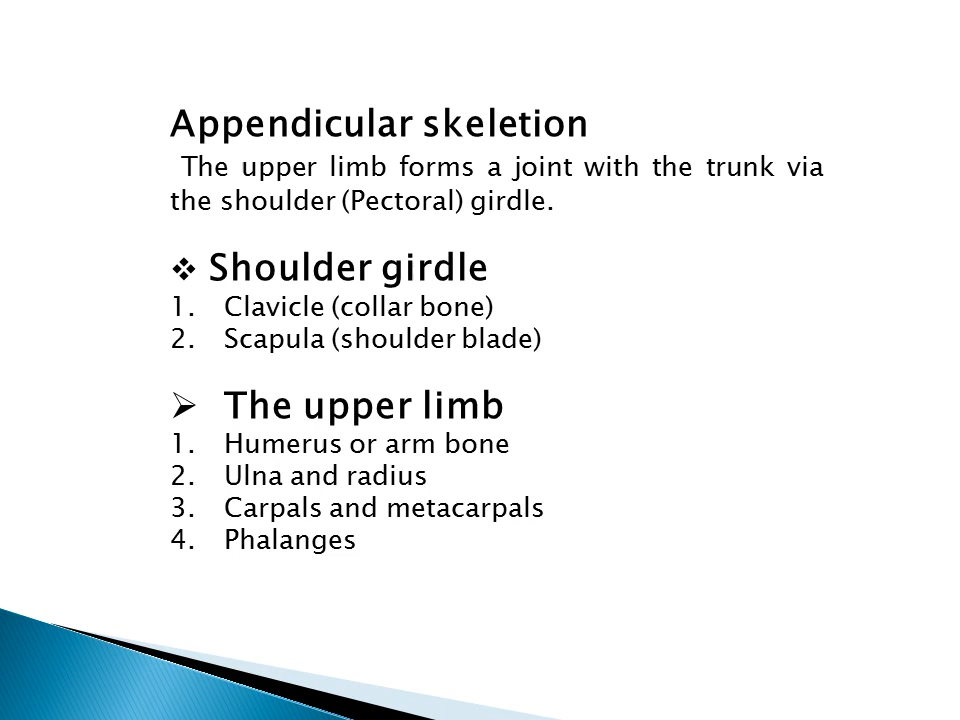 Appendicular skeletion
The upper limb forms a joint with the trunk via
the shoulder (Pectoral) girdle.
❖ Shoulder girdle
1. Clavicle (collar bone)
2. Scapula (shoulder blade)
➢ The upper limb
1. Humerus or arm bone
2. Ulna and radius
3. Carpals and metacarpals
4. Phalanges